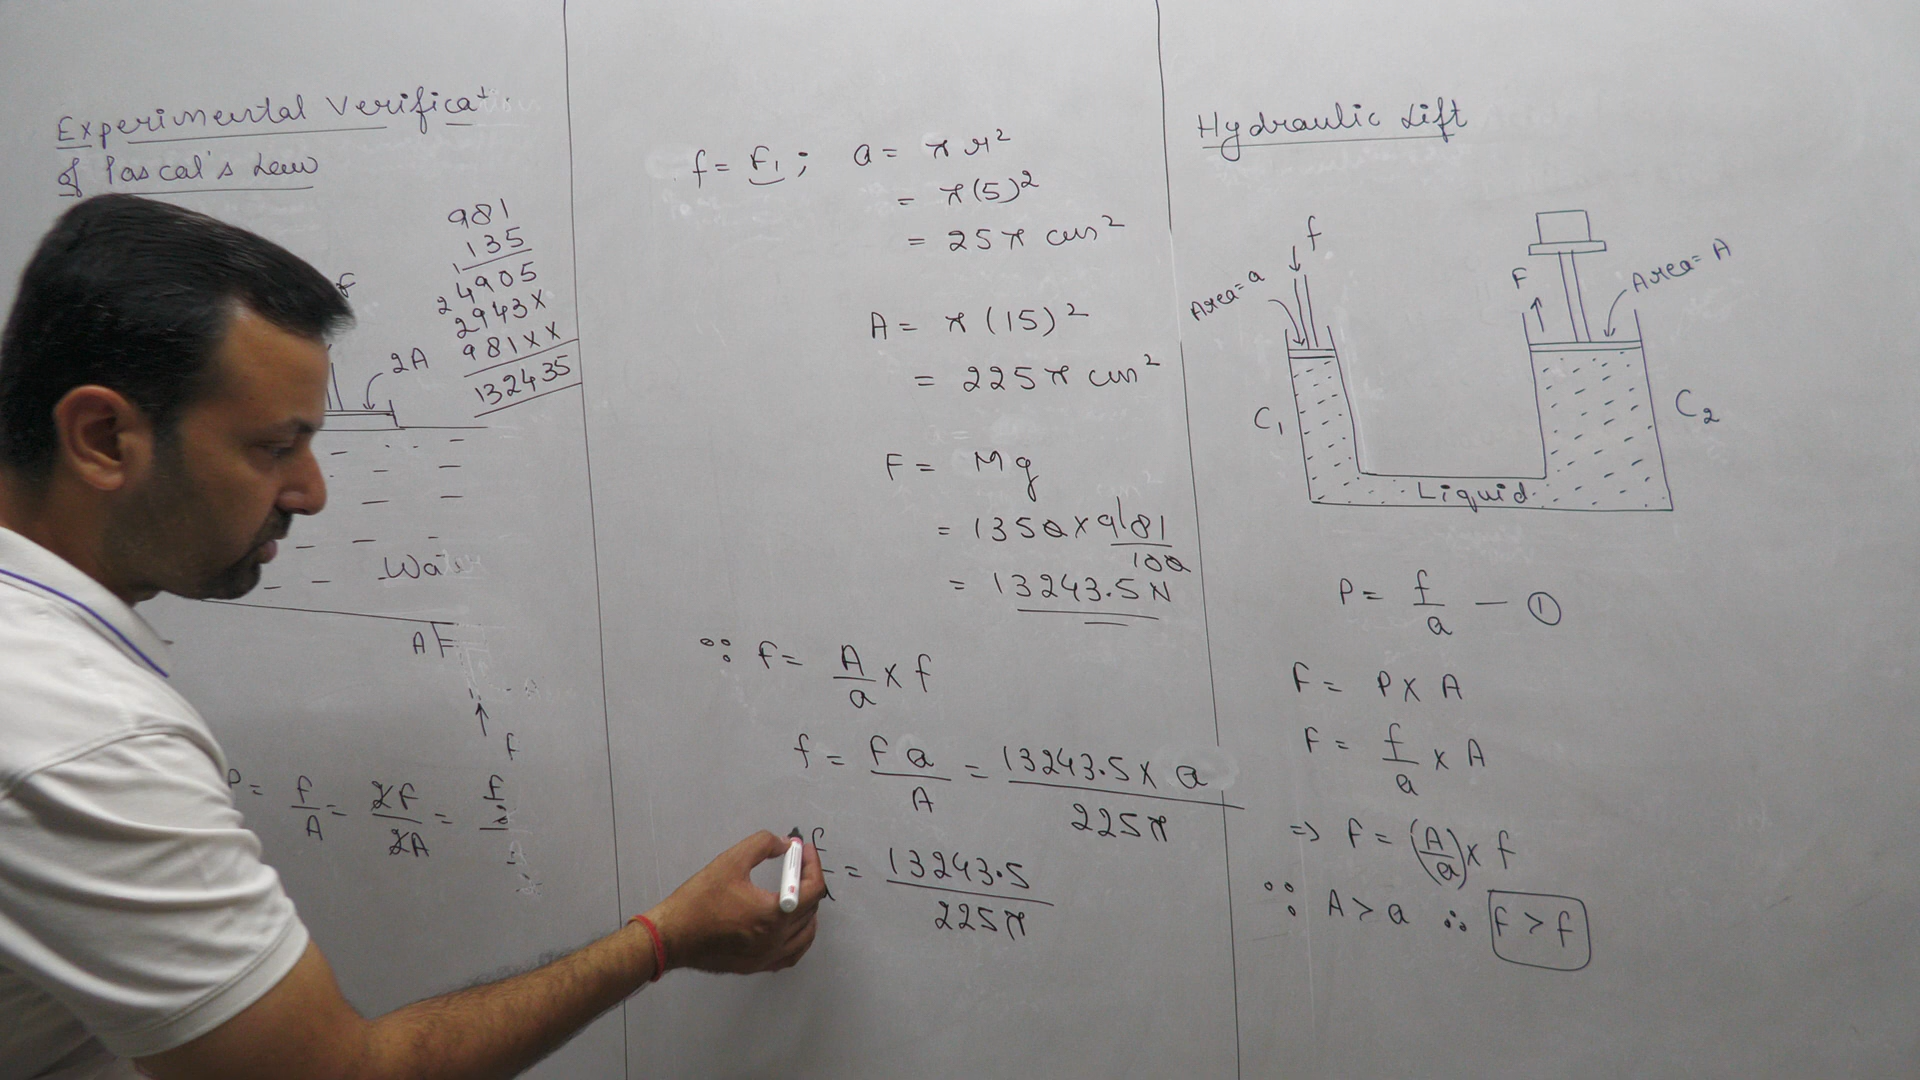 Experimental Verificat
of Pascal's Law
981
135
4905
2943x
981xx
132435
F
2A
A F
f
P = F/A = 2F/2A = f
f = F1 ; a = πr²
= π(5)²
= 25π cm²
A = π(15)²
= 225π cm²
F = Mg
= 1350 x 9.81/100
= 13243.5 N
∵ F = A/a x f
f = Fa/A = 13243.5 x a/225π
= 13243.5/225π
Hydraulic Lift
f
Area = a
F
Area = A
C1
C2
Liquid
P = f/a — ①
F = P x A
F = f/a x A
⇒ F = (A/a) x f
∵ A > a ∴ F > f